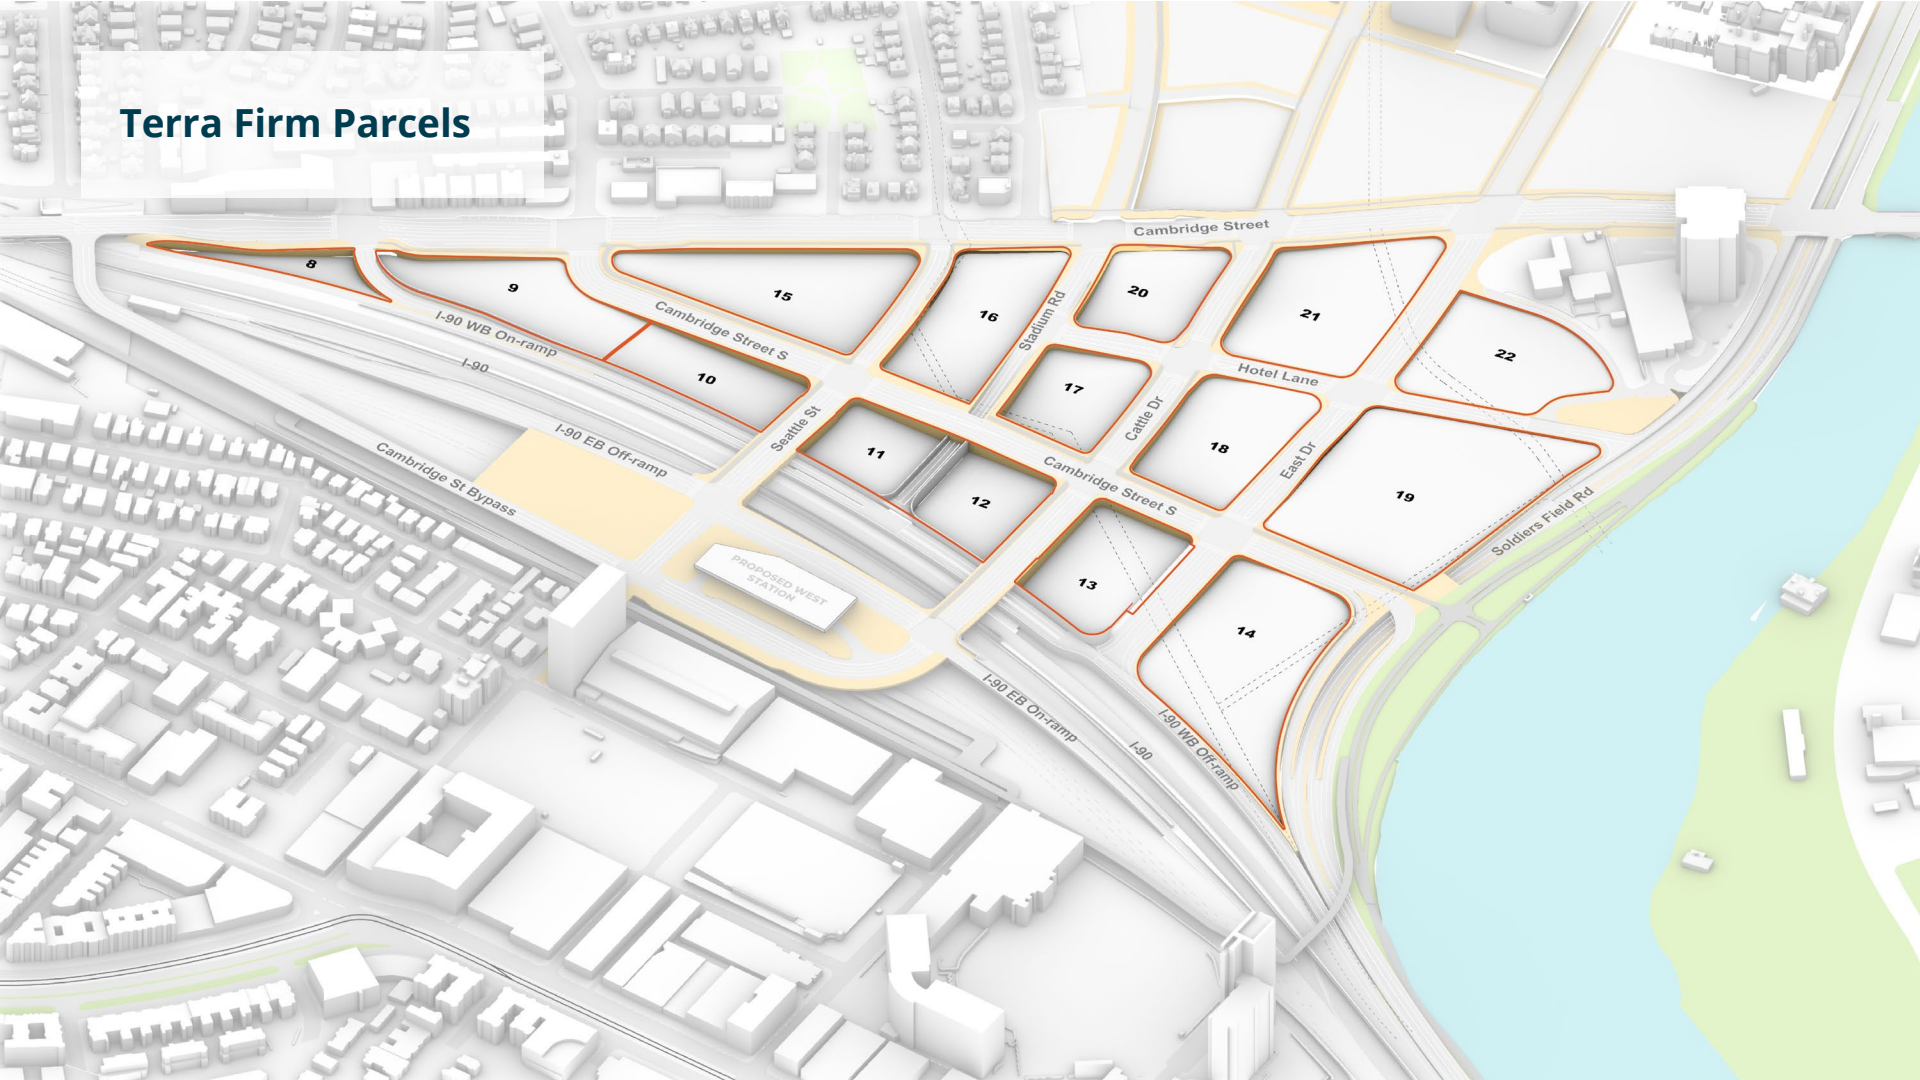 Terra Firm Parcels
Cambridge Street
8
9
15
16
20
21
22
Stadium Rd
Cambridge Street S
I-90 WB On-ramp
I-90
10
17
Hotel Lane
Cattle Dr
Seattle St
11
18
East Dr
I-90 EB Off-ramp
Cambridge St Bypass
12
Cambridge Street S
19
Soldiers Field Rd
PROPOSED WEST
STATION
13
14
I-90 EB On-ramp
I-90
I-90 WB Off-ramp